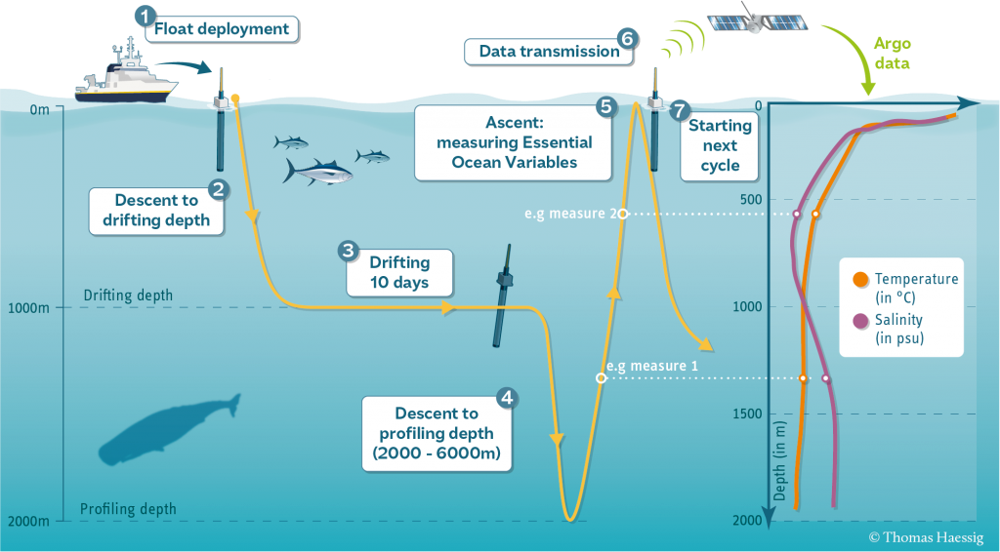 1
Float deployment
6
Data transmission
Argo
data
0m
5
Ascent:
measuring Essential
Ocean Variables
7
Starting
next
cycle
0
2
Descent to
drifting depth
500
e.g measure 2
3
Drifting
10 days
Drifting depth
1000m
1000
Temperature
(in °C)
Salinity
(in psu)
e.g measure 1
4
Descent to
profiling depth
(2000 - 6000m)
1500
Depth (in m)
Profiling depth
2000m
2000
© Thomas Haessig